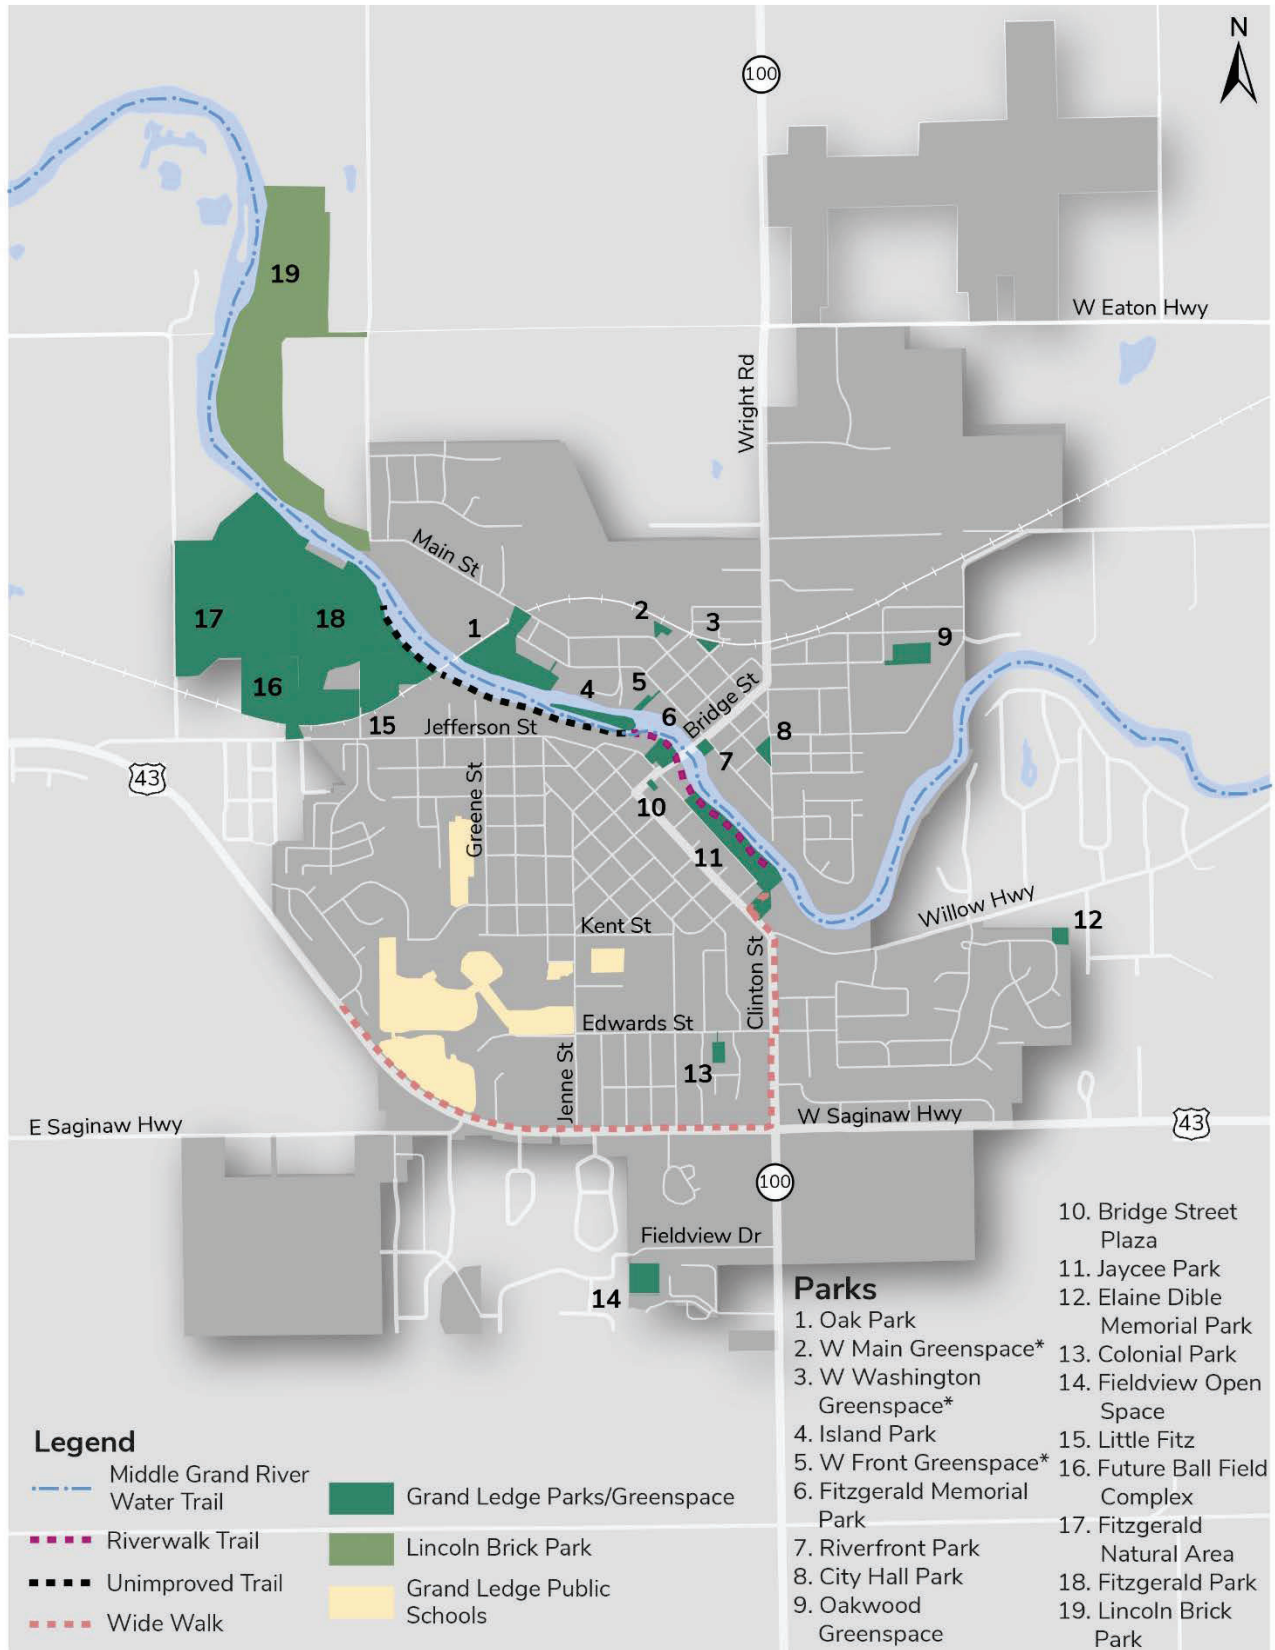 N
100
19
W Eaton Hwy
Wright Rd
Main St
17
18
1
2
3
9
16
4
5
15
Jefferson St
6
Bridge St
7
8
43
Greene St
10
11
Willow Hwy
12
Kent St
Clinton St
Edwards St
Jenne St
13
E Saginaw Hwy
W Saginaw Hwy
43
100
Fieldview Dr
14
Parks
1. Oak Park
2. W Main Greenspace*
3. W Washington
Greenspace*
4. Island Park
5. W Front Greenspace*
6. Fitzgerald Memorial
Park
7. Riverfront Park
8. City Hall Park
9. Oakwood
Greenspace
10. Bridge Street
Plaza
11. Jaycee Park
12. Elaine Dible
Memorial Park
13. Colonial Park
14. Fieldview Open
Space
15. Little Fitz
16. Future Ball Field
Complex
17. Fitzgerald
Natural Area
18. Fitzgerald Park
19. Lincoln Brick
Park
Legend
Middle Grand River
Water Trail
Riverwalk Trail
Unimproved Trail
Wide Walk
Grand Ledge Parks/Greenspace
Lincoln Brick Park
Grand Ledge Public
Schools